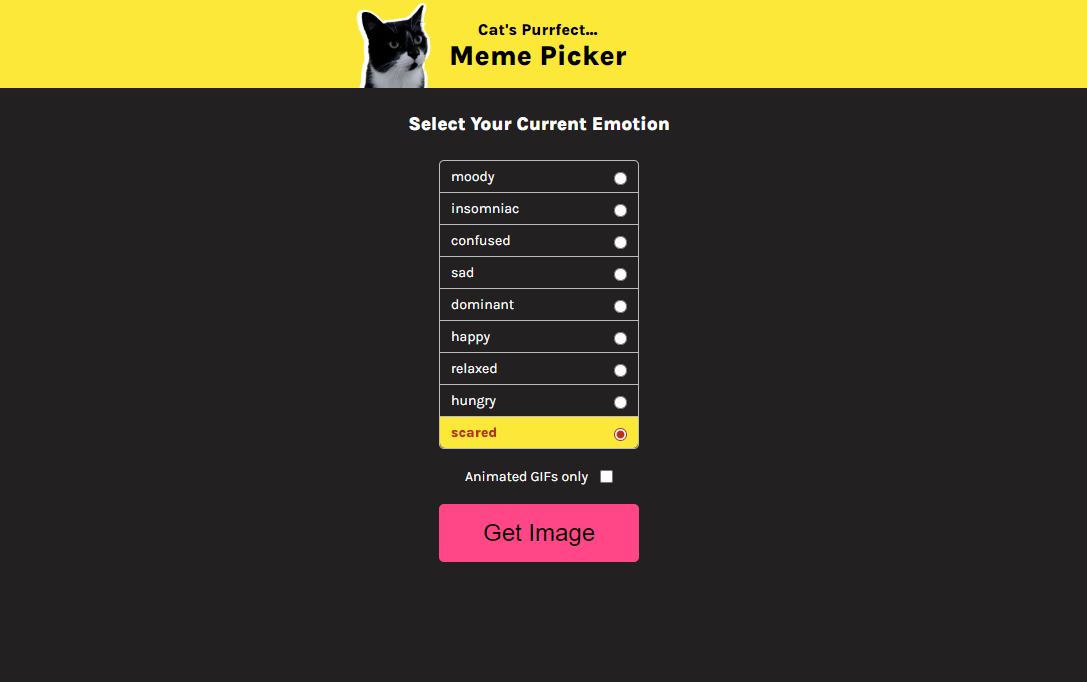 Cat's Purrfect...
Meme Picker
Select Your Current Emotion
moody
insomniac
confused
sad
dominant
happy
relaxed
hungry
scared
Animated GIFs only
Get Image